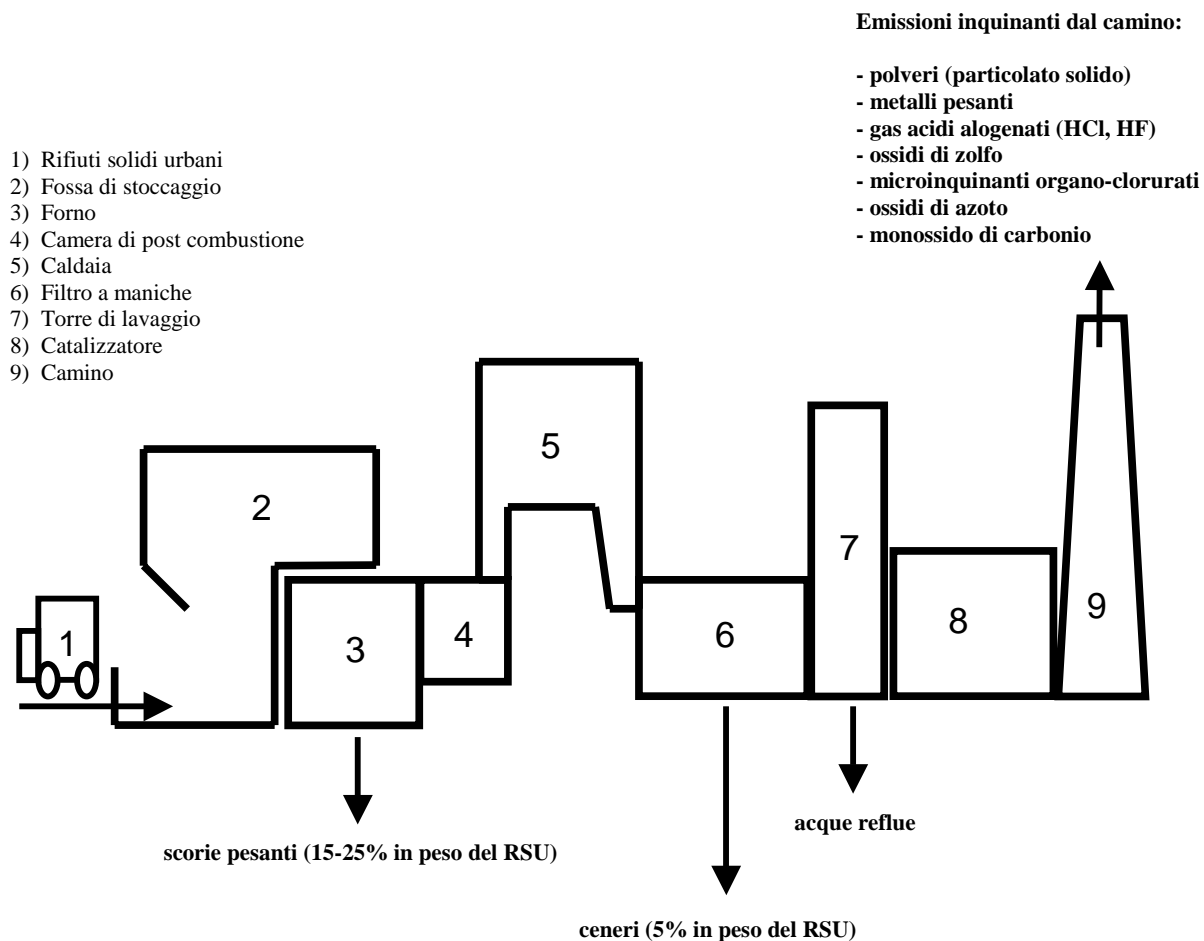 Emissioni inquinanti dal camino:
- polveri (particolato solido)
- metalli pesanti
- gas acidi alogenati (HCl, HF)
- ossidi di zolfo
- microinquinanti organo-clorurati
- ossidi di azoto
- monossido di carbonio
1) Rifiuti solidi urbani
2) Fossa di stoccaggio
3) Forno
4) Camera di post combustione
5) Caldaia
6) Filtro a maniche
7) Torre di lavaggio
8) Catalizzatore
9) Camino
1
2
3
4
5
6
7
8
9
scorie pesanti (15-25% in peso del RSU)
acque reflue
ceneri (5% in peso del RSU)